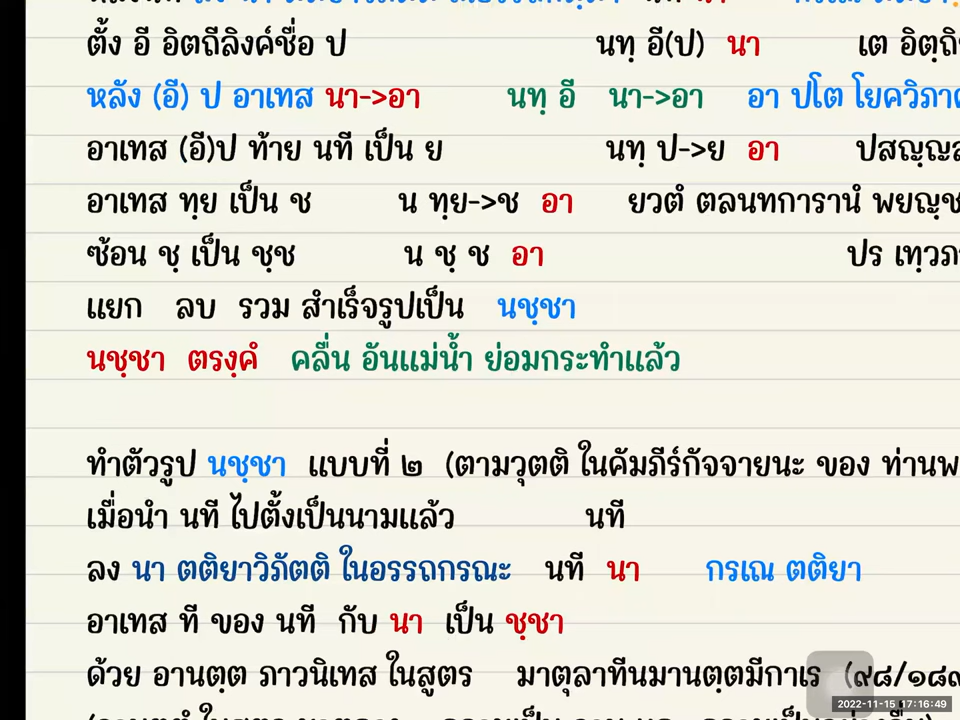 ตั้ง อี อิตถีลิงค์ชื่อ ป นทฺ อี(ป) นา เต อิตฺถิ
หลัง (อี) ป อาเทส นา->อา นทฺ อี นา->อา อา ปโต โยควิภาค
อาเทส (อี)ป ท้าย นที เป็น ย นทฺ ป->ย อา ปสญฺญส
อาเทส ทฺย เป็น ช น ทฺย->ช อา ยวตํ ตลนทการานํ พยญฺช
ซ้อน ชฺ เป็น ชฺช น ชฺ ช อา ปร เทฺวภา
แยก ลบ รวม สำเร็จรูปเป็น นชฺชา
นชฺชา ตรงฺคํ คลื่น อันแม่น้ำ ย่อมกระทำแล้ว
ทำตัวรูป นชฺชา แบบที่ ๒ (ตามวุตติ ในคัมภีร์กัจจายนะ ของ ท่านพ
เมื่อนำ นที ไปตั้งเป็นนามแล้ว นที
ลง นา ตติยาวิภัตติ ในอรรถกรณะ นที นา กรเณ ตติยา
อาเทส ที ของ นที กับ นา เป็น ชฺชา
ด้วย อานตฺต ภาวนิเทส ในสูตร มาตุลาทีนมานตฺตมีกาเร (๙๘/๑๘๙
2022-11-15 17:16:49